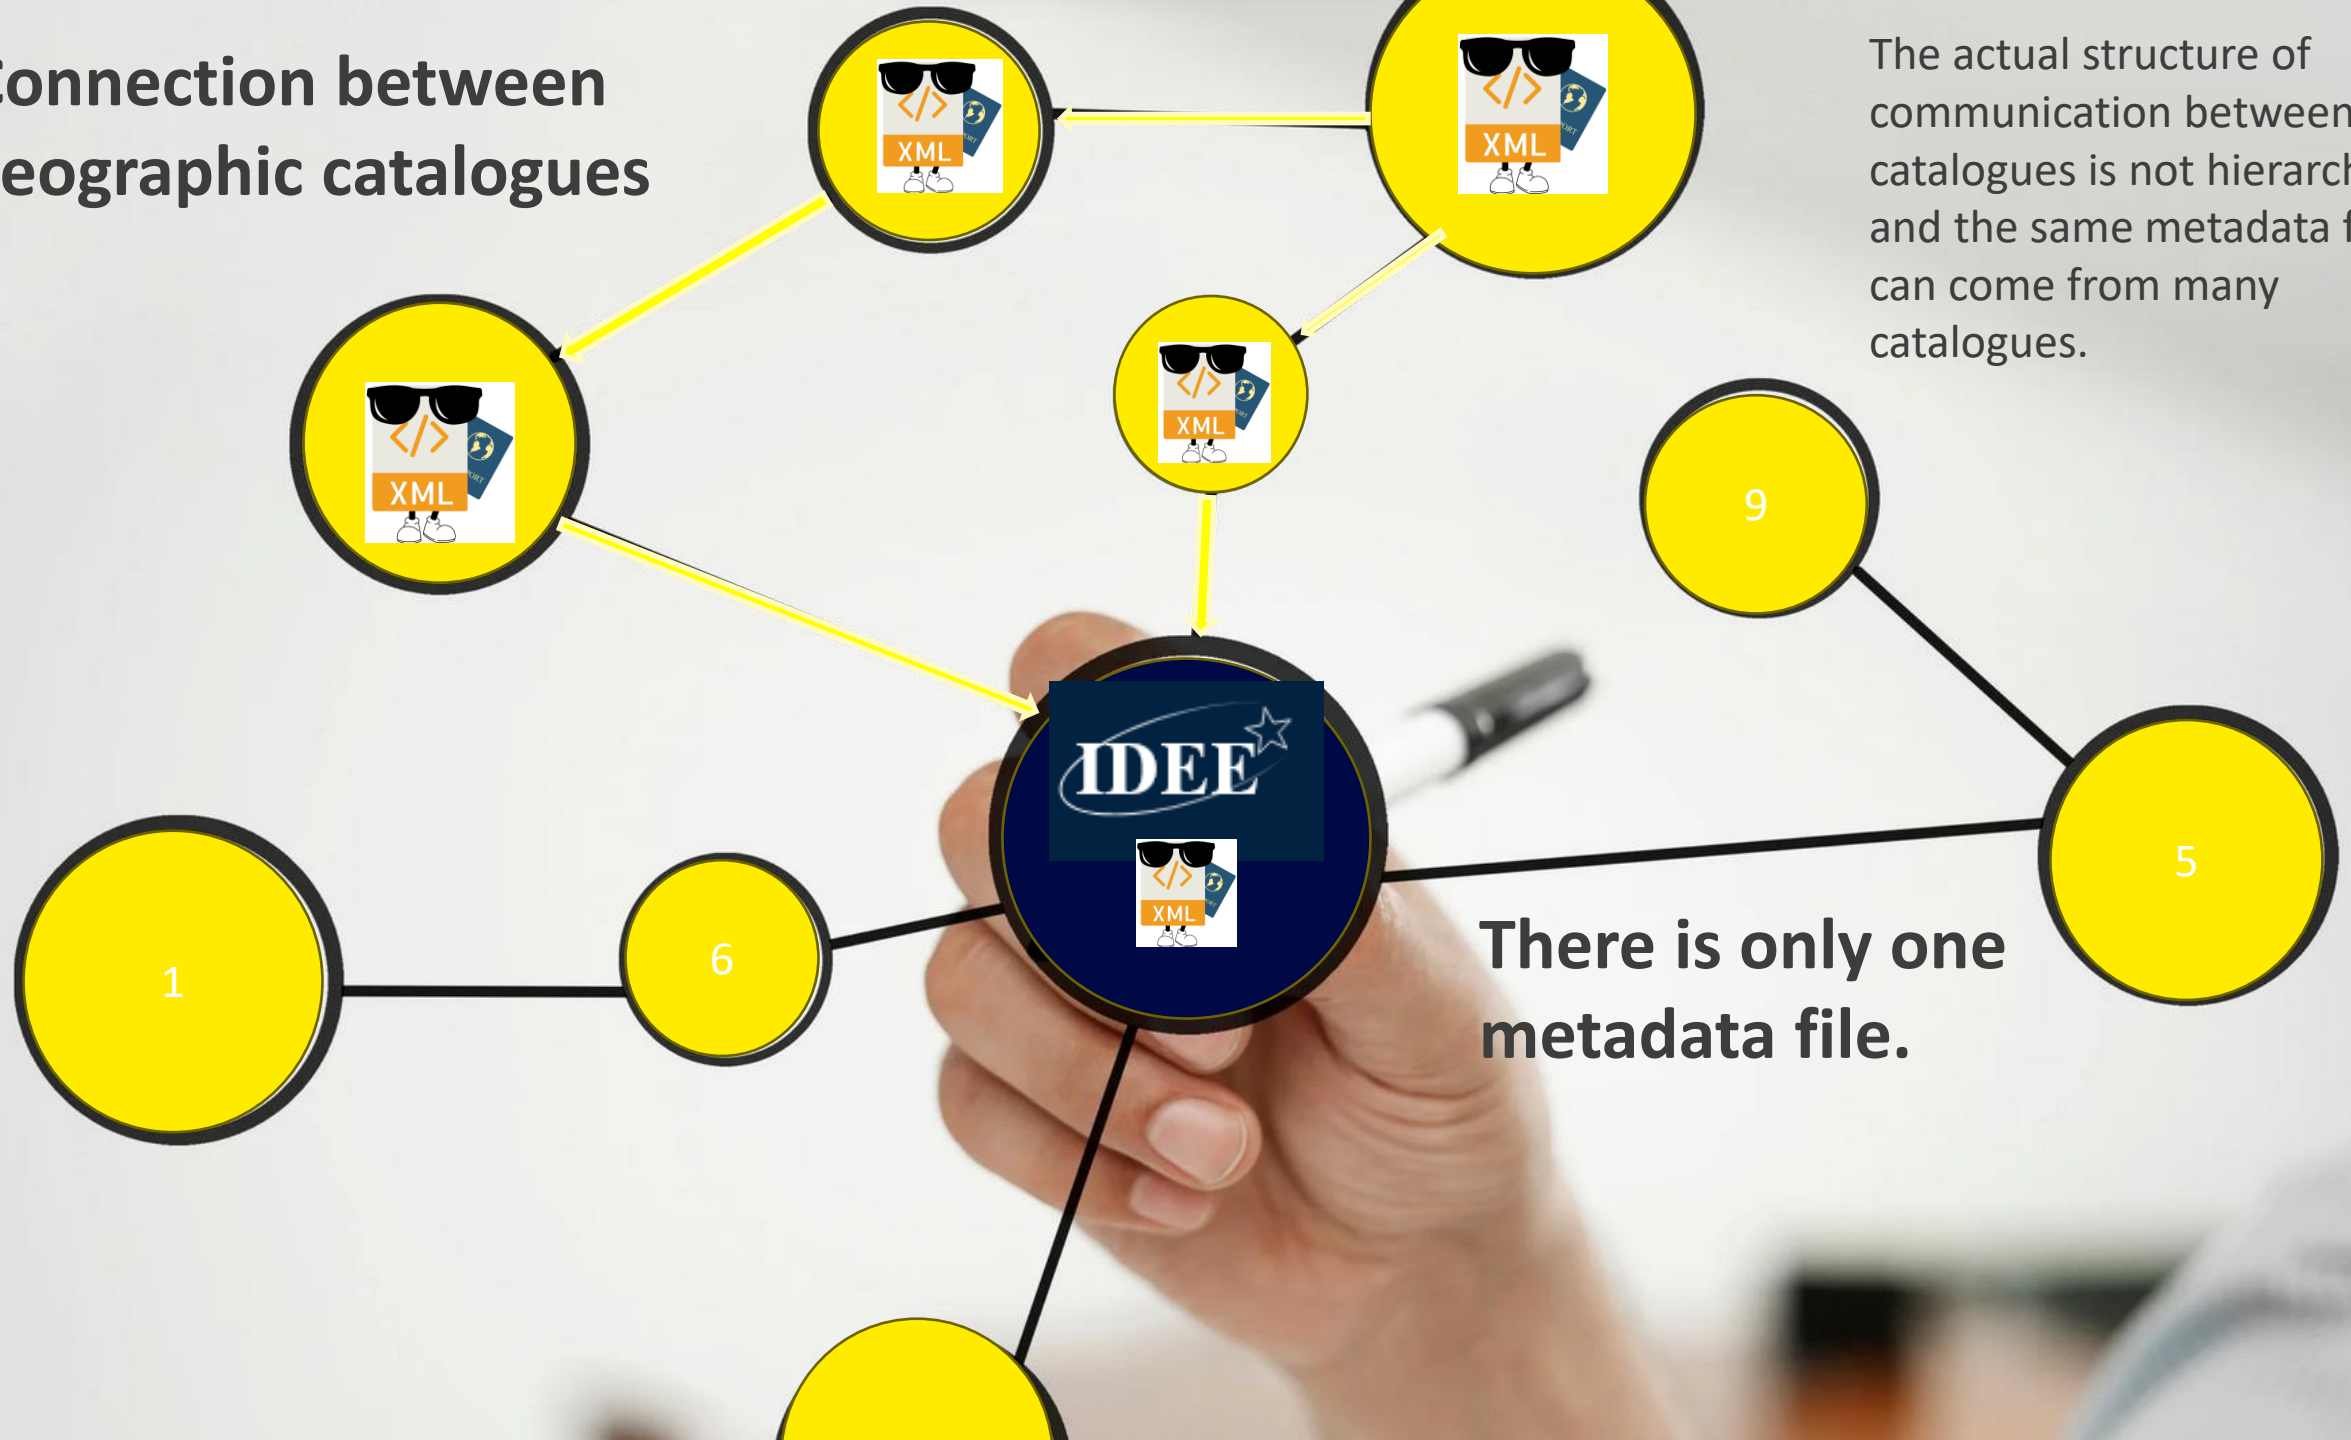 onnection between
eographic catalogues
The actual structure of
communication between
catalogues is not hierarch
and the same metadata f
can come from many
catalogues.
</> XML
</> XML
</> XML
</> XML
9
IDEE
</>
XML
5
There is only one
metadata file.
6
1